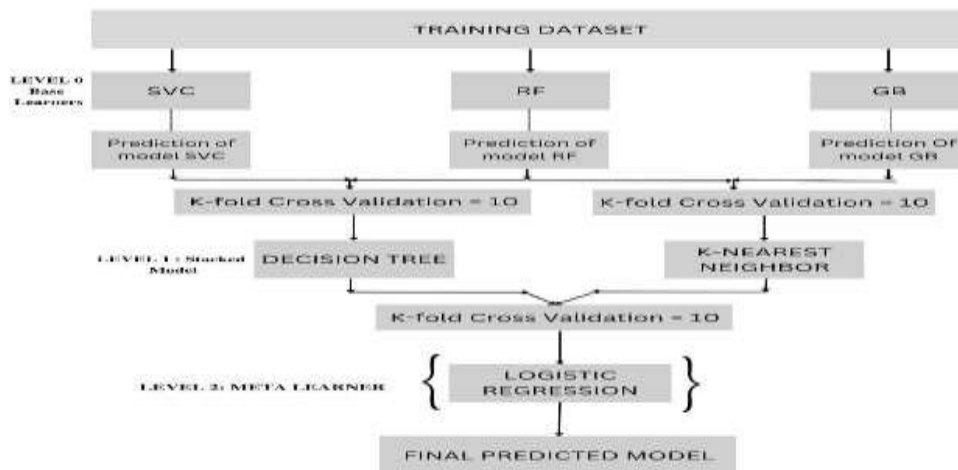 TRAINING DATASET
LEVEL 0
Base
Learners
SVC
RF
GB
Prediction of
model SVC
Prediction of
model RF
Prediction Of
model GB
K-fold Cross Validation = 10
K-fold Cross Validation = 10
LEVEL 1 : Stacked
Model
DECISION TREE
K-NEAREST
NEIGHBOR
K-fold Cross Validation = 10
LEVEL 2: META LEARNER
{
LOGISTIC
REGRESSION
}
FINAL PREDICTED MODEL